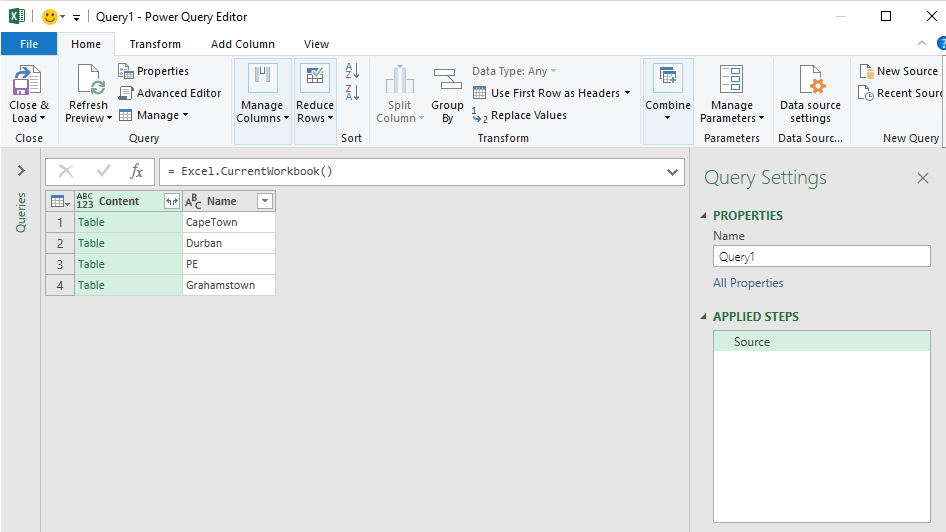 Query1 - Power Query Editor
File Home Transform Add Column View
Close & Load
Close
Refresh Preview
Properties
Advanced Editor
Manage
Query
Manage Columns
Reduce Rows
A Z
Z A
Sort
Split Column
Group By
Data Type: Any
Use First Row as Headers
1 2 Replace Values
Transform
Combine
Manage Parameters
Parameters
Data source settings
Data Sourc...
New Source
Recent Sour
New Query
Queries
fx = Excel.CurrentWorkbook()
ABC 123 Content ABC Name
1 Table CapeTown
2 Table Durban
3 Table PE
4 Table Grahamstown
Query Settings
PROPERTIES
Name
Query1
All Properties
APPLIED STEPS
Source